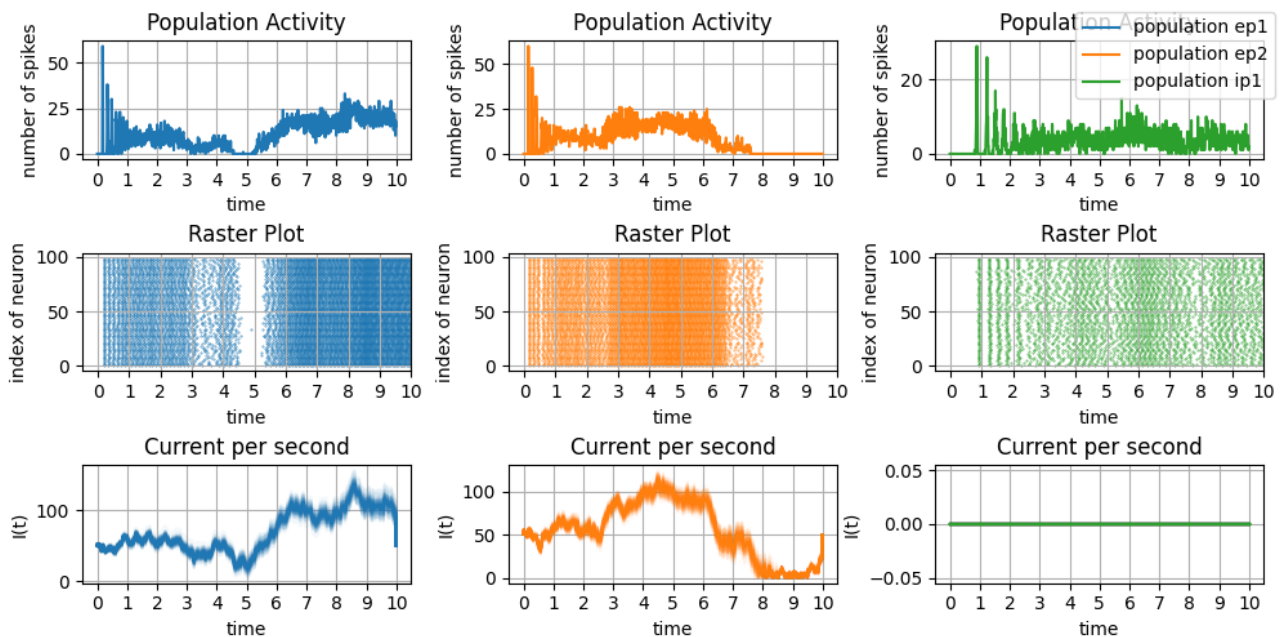 Population Activity
number of spikes
50
25
0
0 1 2 3 4 5 6 7 8 9 10
time
Population Activity
number of spikes
50
25
0
0 1 2 3 4 5 6 7 8 9 10
time
Population Activity
population ep1
population ep2
population ip1
number of spikes
20
0
0 1 2 3 4 5 6 7 8 9 10
time
Raster Plot
index of neuron
100
50
0
0 1 2 3 4 5 6 7 8 9 10
time
Raster Plot
index of neuron
100
50
0
0 1 2 3 4 5 6 7 8 9 10
time
Raster Plot
index of neuron
100
50
0
0 1 2 3 4 5 6 7 8 9 10
time
Current per second
I(t)
100
0
0 1 2 3 4 5 6 7 8 9 10
time
Current per second
I(t)
100
50
0
0 1 2 3 4 5 6 7 8 9 10
time
Current per second
I(t)
0.05
0.00
−0.05
0 1 2 3 4 5 6 7 8 9 10
time